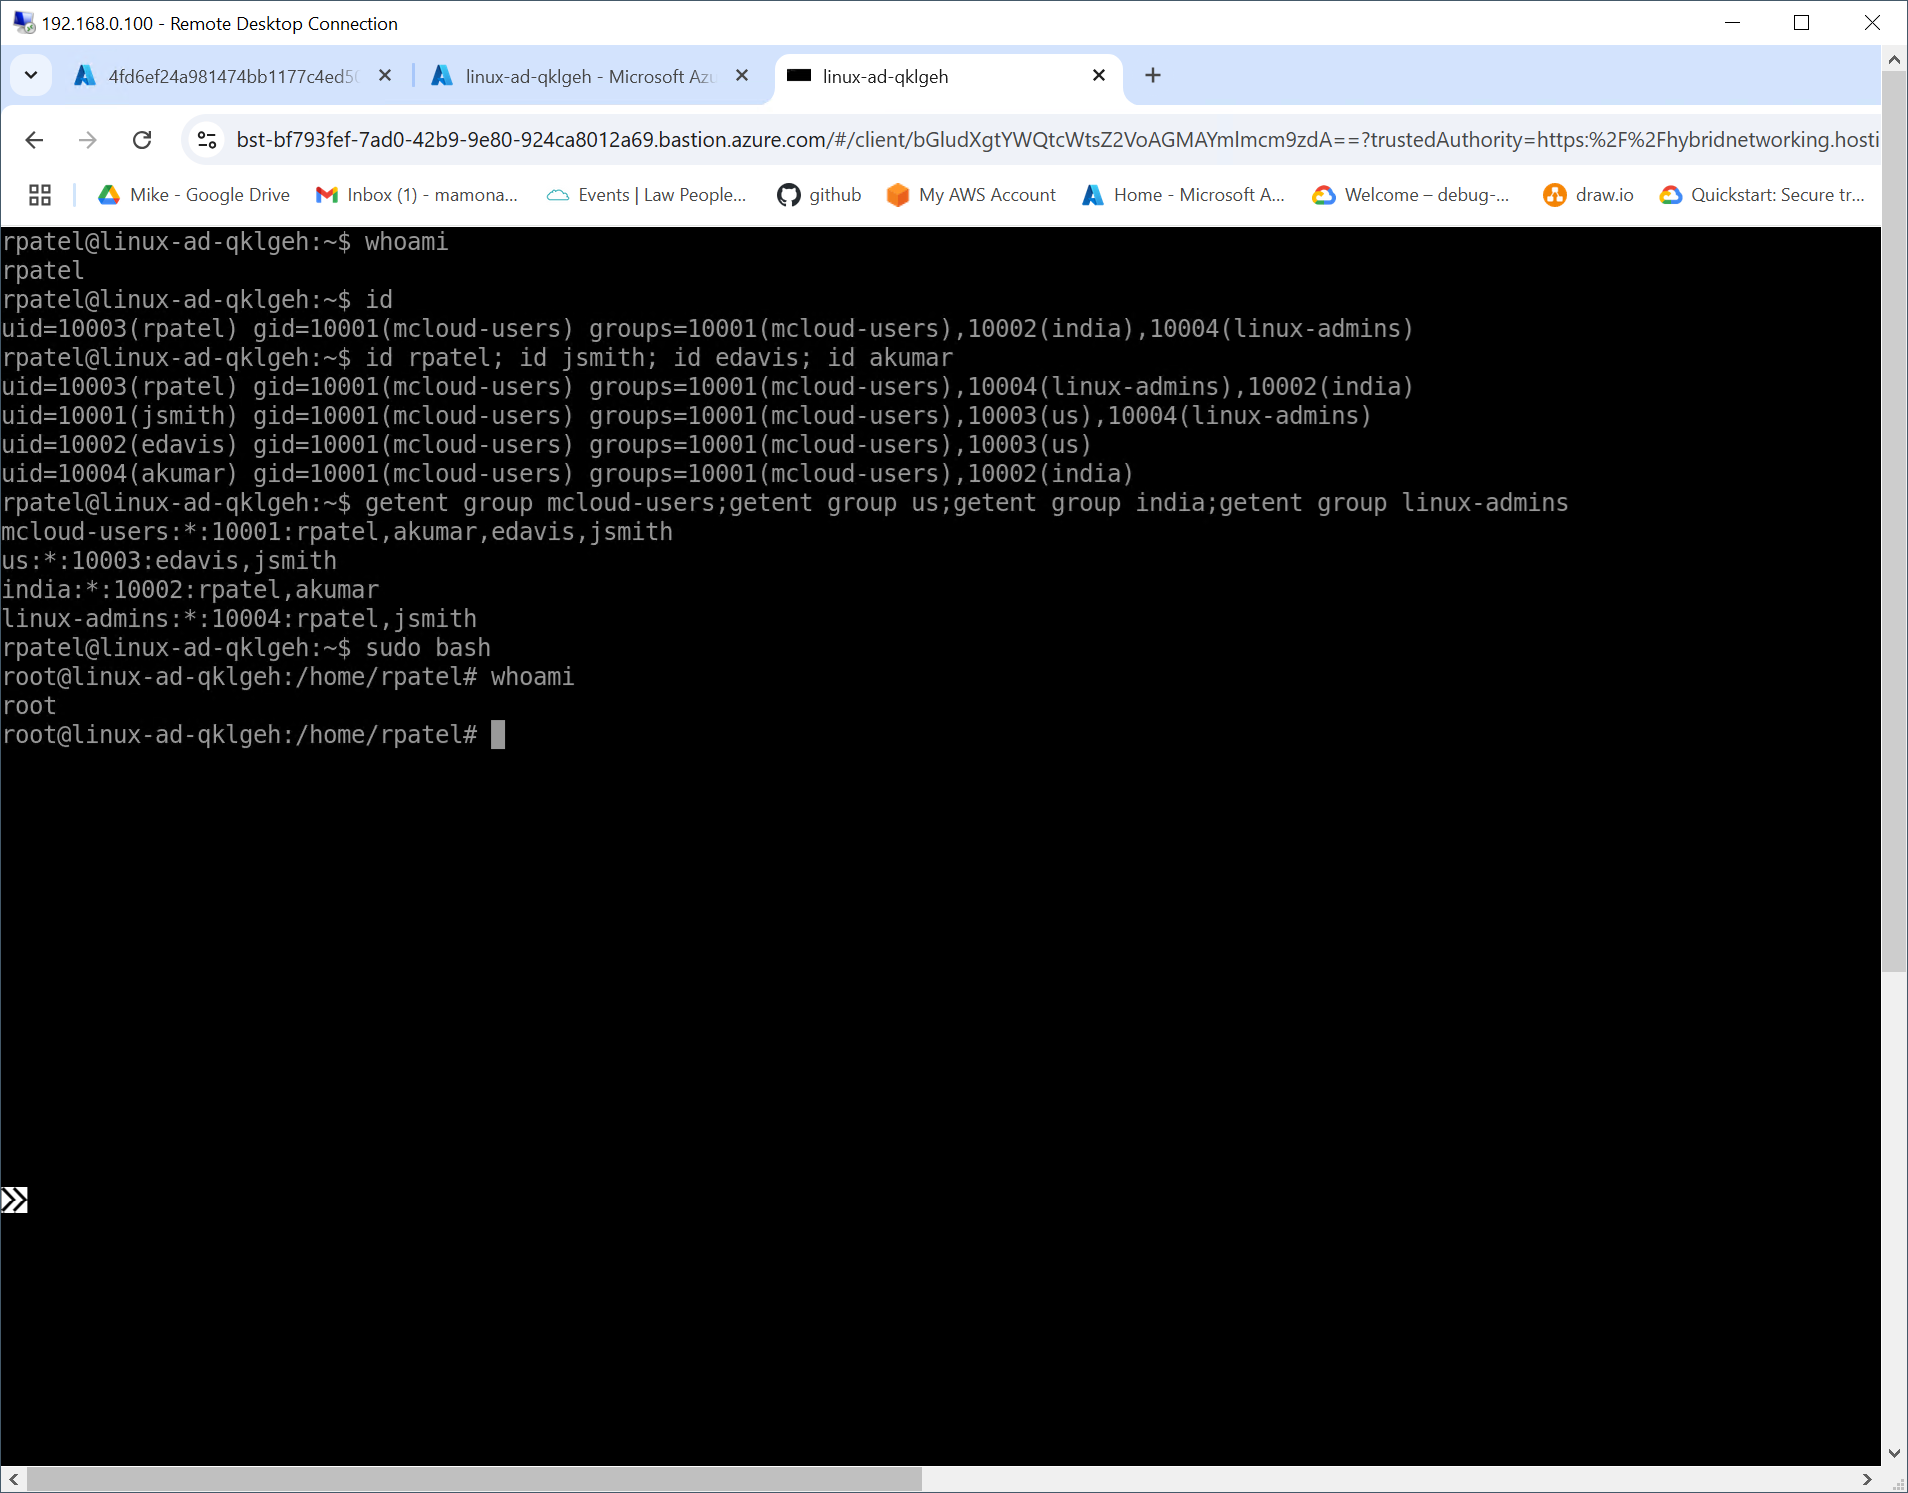 192.168.0.100 - Remote Desktop Connection
4fd6ef24a981474bb1177c4ed50
linux-ad-qklgeh - Microsoft Azu
linux-ad-qklgeh
bst-bf793fef-7ad0-42b9-9e80-924ca8012a69.bastion.azure.com/#/client/bGludXgtYWQtcWtsZ2VoAGMAYmlmcm9zdA==?trustedAuthority=https:%2F%2Fhybridnetworking.hosti
Mike - Google Drive
Inbox (1) - mamona...
Events | Law People...
github
My AWS Account
Home - Microsoft A...
Welcome – debug-...
draw.io
Quickstart: Secure tr...
rpatel@linux-ad-qklgeh:~$ whoami
rpatel
rpatel@linux-ad-qklgeh:~$ id
uid=10003(rpatel) gid=10001(mcloud-users) groups=10001(mcloud-users),10002(india),10004(linux-admins)
rpatel@linux-ad-qklgeh:~$ id rpatel; id jsmith; id edavis; id akumar
uid=10003(rpatel) gid=10001(mcloud-users) groups=10001(mcloud-users),10004(linux-admins),10002(india)
uid=10001(jsmith) gid=10001(mcloud-users) groups=10001(mcloud-users),10003(us),10004(linux-admins)
uid=10002(edavis) gid=10001(mcloud-users) groups=10001(mcloud-users),10003(us)
uid=10004(akumar) gid=10001(mcloud-users) groups=10001(mcloud-users),10002(india)
rpatel@linux-ad-qklgeh:~$ getent group mcloud-users;getent group us;getent group india;getent group linux-admins
mcloud-users:*:10001:rpatel,akumar,edavis,jsmith
us:*:10003:edavis,jsmith
india:*:10002:rpatel,akumar
linux-admins:*:10004:rpatel,jsmith
rpatel@linux-ad-qklgeh:~$ sudo bash
root@linux-ad-qklgeh:/home/rpatel# whoami
root
root@linux-ad-qklgeh:/home/rpatel#